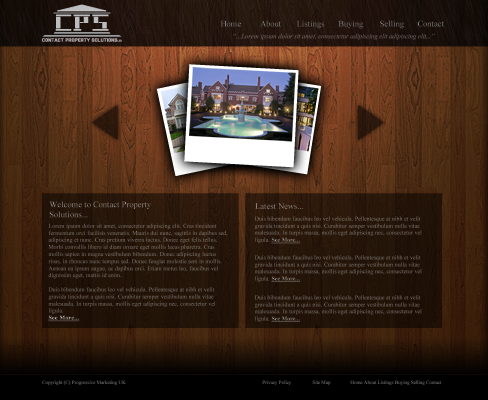 CPS
CONTACT PROPERTY SOLUTIONS
Home About Listings Buying Selling Contact
"...Lorem ipsum dolor sit amet, consectetur adipiscing elit adipiscing elit..."
Welcome to Contact Property
Solutions...
Lorem ipsum dolor sit amet, consectetur adipiscing elit. Cras tincidunt
fermentum orci facilisis venenatis. Mauris dui nunc, sagittis in dapibus sed,
adipiscing et nunc. Cras pretium viverra luctus. Donec eget felis tellus.
Morbi convallis libero id diam ornare eget mollis lacus pharetra. Cras
mollis sapien in magna vestibulum bibendum. Donec adipiscing luctus
risus, in rhoncus nunc tempus sed. Donec feugiat molestie sem in mollis.
Aenean eu ipsum augue, ac dapibus orci. Etiam metus leo, faucibus vel
dignissim eget, mattis id enim.
Duis bibendum faucibus leo vel vehicula. Pellentesque at nibh et velit
gravida tincidunt a quis nisi. Curabitur semper vestibulum nulla vitae
malesuada. In turpis massa, mollis eget adipiscing nec, consectetur vel
ligula.
See More...
Latest News...
Duis bibendum faucibus leo vel vehicula. Pellentesque at nibh et velit
gravida tincidunt a quis nisi. Curabitur semper vestibulum nulla vitae
malesuada. In turpis massa, mollis eget adipiscing nec, consectetur vel
ligula. See More...
Duis bibendum faucibus leo vel vehicula. Pellentesque at nibh et velit
gravida tincidunt a quis nisi. Curabitur semper vestibulum nulla vitae
malesuada. In turpis massa, mollis eget adipiscing nec, consectetur vel
ligula. See More...
Duis bibendum faucibus leo vel vehicula. Pellentesque at nibh et velit
gravida tincidunt a quis nisi. Curabitur semper vestibulum nulla vitae
malesuada. In turpis massa, mollis eget adipiscing nec, consectetur vel
ligula. See More...
Copyright (C) Progressive Marketing UK Privacy Policy Site Map Home About Listings Buying Selling Contact